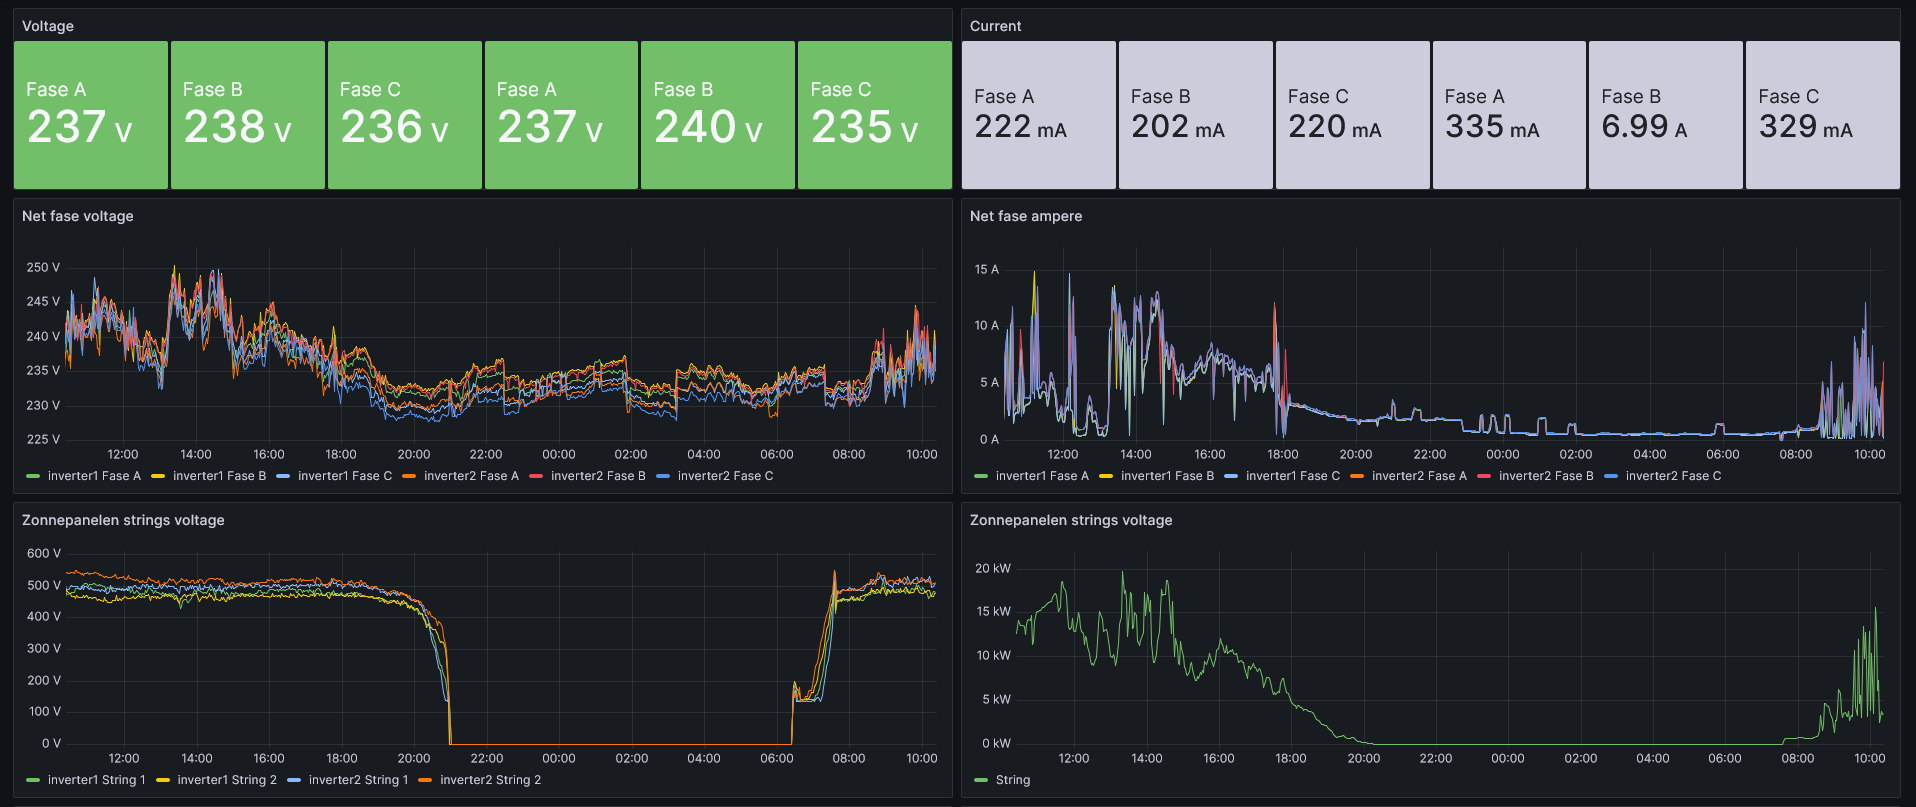 Voltage
Fase A
237 V
Fase B
238 V
Fase C
236 V
Fase A
237 V
Fase B
240 V
Fase C
235 V
Current
Fase A
222 mA
Fase B
202 mA
Fase C
220 mA
Fase A
335 mA
Fase B
6.99 A
Fase C
329 mA
Net fase voltage
250 V
245 V
240 V
235 V
230 V
225 V
12:00 14:00 16:00 18:00 20:00 22:00 00:00 02:00 04:00 06:00 08:00 10:00
inverter1 Fase A inverter1 Fase B inverter1 Fase C inverter2 Fase A inverter2 Fase B inverter2 Fase C
Net fase ampere
15 A
10 A
5 A
0 A
12:00 14:00 16:00 18:00 20:00 22:00 00:00 02:00 04:00 06:00 08:00 10:00
inverter1 Fase A inverter1 Fase B inverter1 Fase C inverter2 Fase A inverter2 Fase B inverter2 Fase C
Zonnepanelen strings voltage
600 V
500 V
400 V
300 V
200 V
100 V
0 V
12:00 14:00 16:00 18:00 20:00 22:00 00:00 02:00 04:00 06:00 08:00 10:00
inverter1 String 1 inverter1 String 2 inverter2 String 1 inverter2 String 2
Zonnepanelen strings voltage
20 kW
15 kW
10 kW
5 kW
0 kW
12:00 14:00 16:00 18:00 20:00 22:00 00:00 02:00 04:00 06:00 08:00 10:00
String